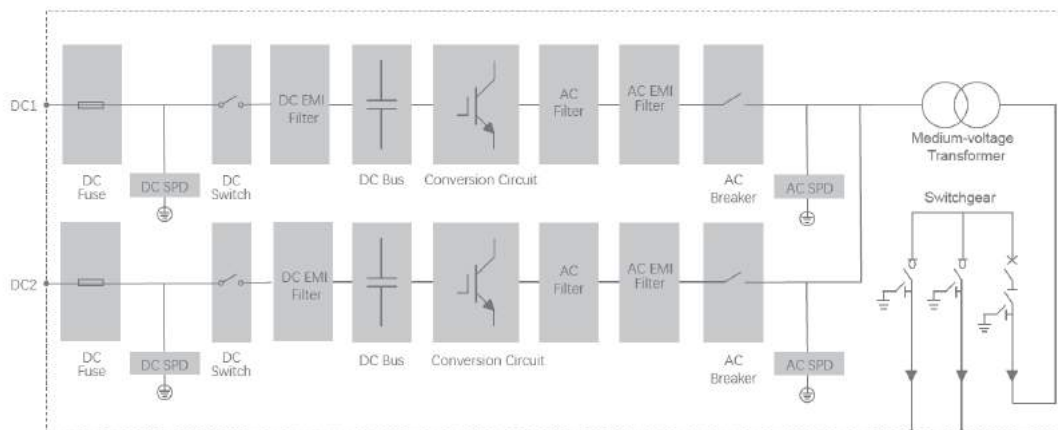 DC1
DC
Fuse
DC SPD
DC
Switch
DC EMI
Filter
DC Bus
Conversion Circuit
AC
Filter
AC EMI
Filter
AC
Breaker
AC SPD
Medium-voltage
Transformer
Switchgear
DC2
DC
Fuse
DC SPD
DC
Switch
DC EMI
Filter
DC Bus
Conversion Circuit
AC
Filter
AC EMI
Filter
AC
Breaker
AC SPD